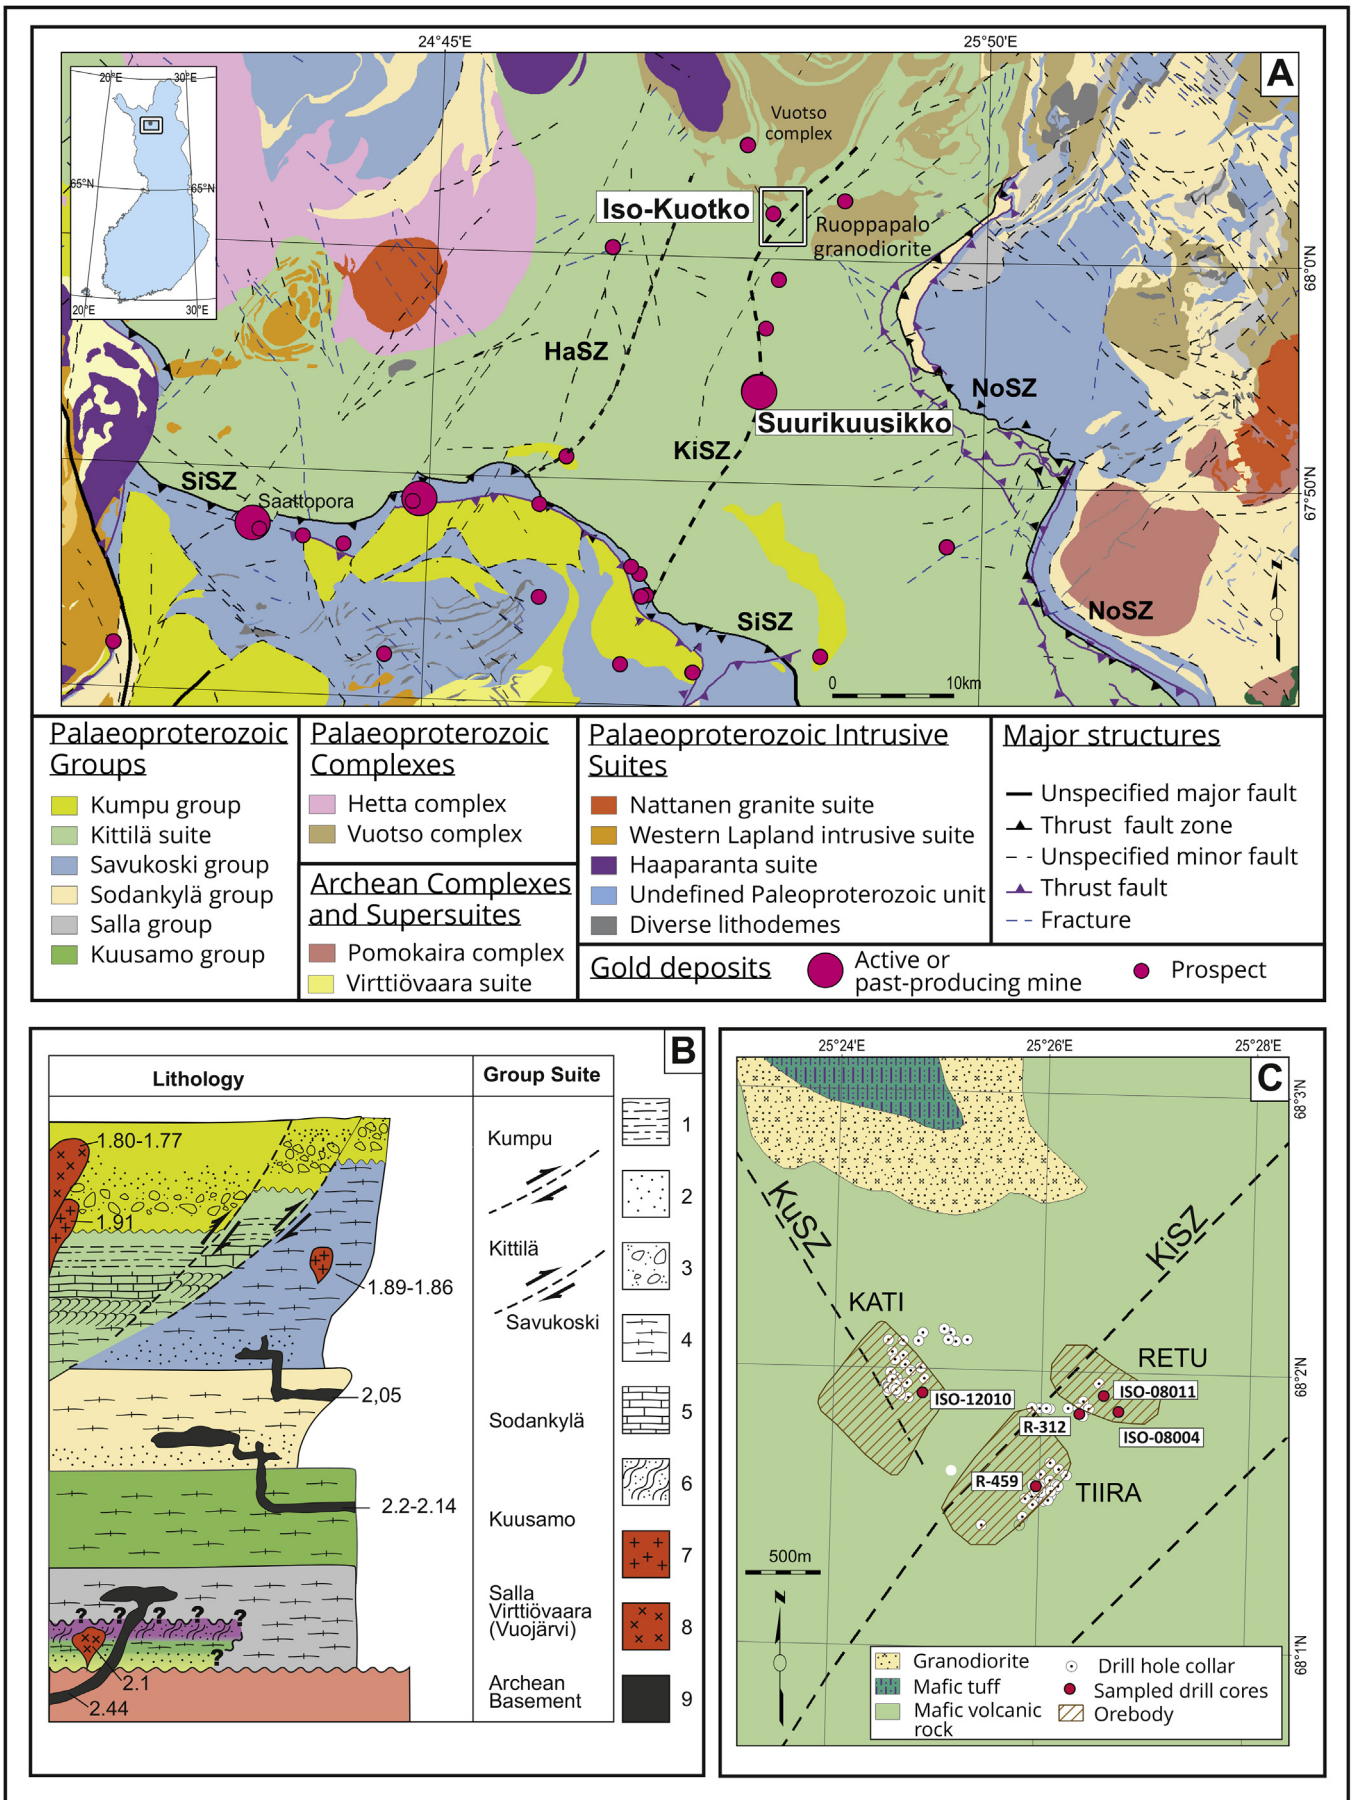 24°45'E
25°50'E
A
20°E
30°E
65°N
65°N
20°E
30°E
Vuotso
complex
Iso-Kuotko
Ruoppapalo
granodiorite
68°0'N
HaSZ
NoSZ
Suurikuusikko
KiSZ
SiSZ
Saattopora
67°50'N
NoSZ
SiSZ
N
0
10km
Palaeoproterozoic
Groups
Kumpu group
Kittilä suite
Savukoski group
Sodankylä group
Salla group
Kuusamo group
Palaeoproterozoic
Complexes
Hetta complex
Vuotso complex
Archean Complexes
and Supersuites
Pomokaira complex
Virttiövaara suite
Palaeoproterozoic Intrusive
Suites
Nattanen granite suite
Western Lapland intrusive suite
Haaparanta suite
Undefined Paleoproterozoic unit
Diverse lithodemes
Major structures
Unspecified major fault
Thrust fault zone
Unspecified minor fault
Thrust fault
Fracture
Gold deposits
Active or
past-producing mine
Prospect
B
Lithology
Group Suite
1.80-1.77
1.91
1.89-1.86
2,05
2.2-2.14
? ? ? ? ?
?
2.1
2.44
Kumpu
Kittilä
Savukoski
Sodankylä
Kuusamo
Salla
Virttiövaara
(Vuojärvi)
Archean
Basement
1
2
3
4
5
6
7
8
9
25°24'E
25°26'E
25°28'E
C
68°3'N
KuSZ
KiSZ
KATI
RETU
68°2'N
ISO-12010
ISO-08011
R-312
ISO-08004
R-459
TIIRA
500m
N
68°1'N
Granodiorite
Mafic tuff
Mafic volcanic
rock
Drill hole collar
Sampled drill cores
Orebody